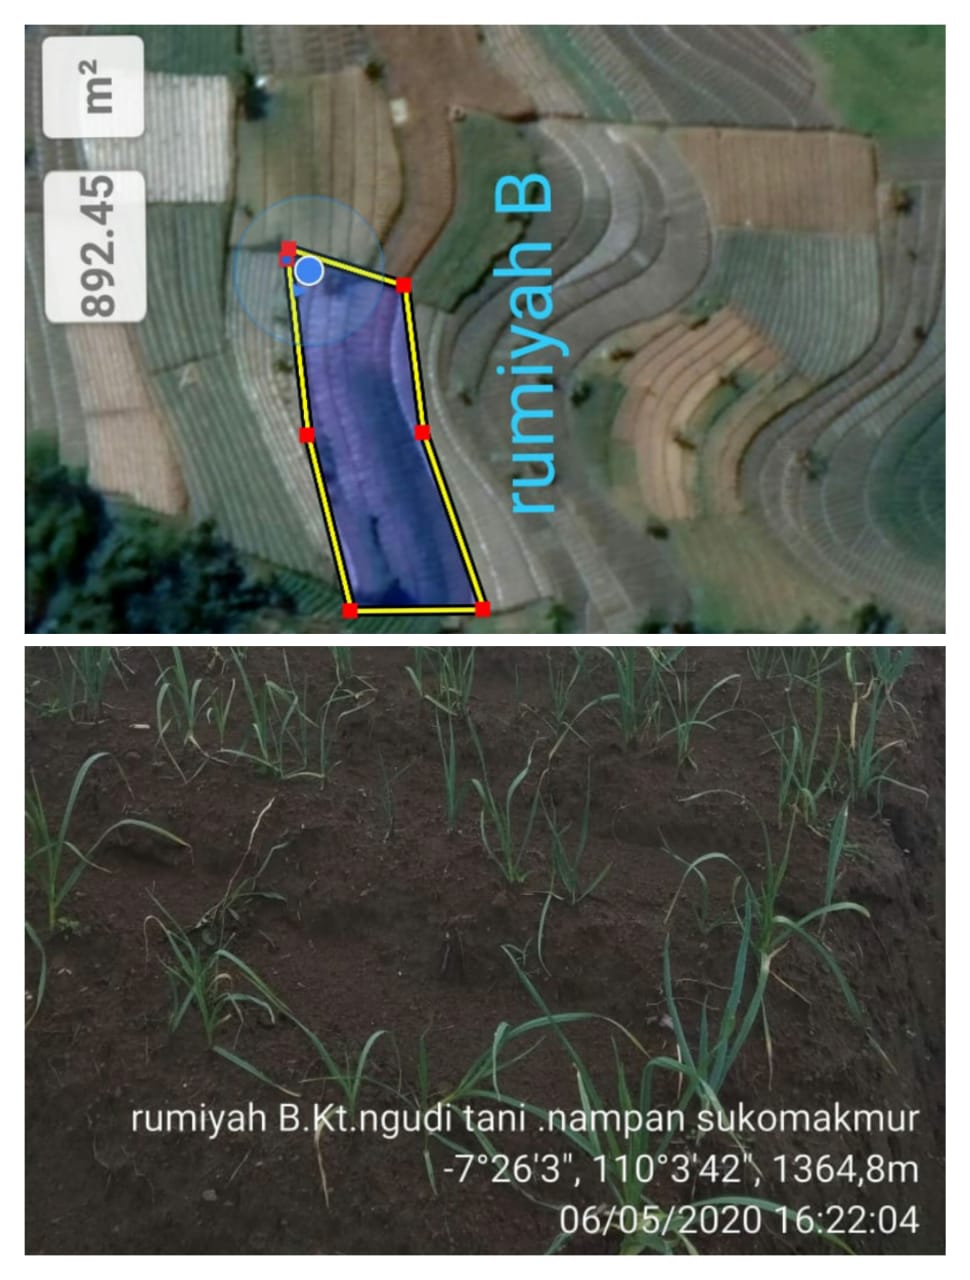 892.45 m²
rumiyah B
rumiyah B.Kt.ngudi tani .nampan sukomakmur
-7°26'3", 110°3'42", 1364,8m
06/05/2020 16:22:04